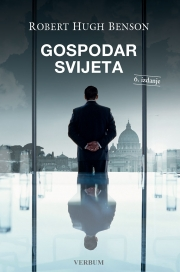 ROBERT HUGH BENSON
GOSPODAR
SVIJETA
6. izdanje
VERBUM